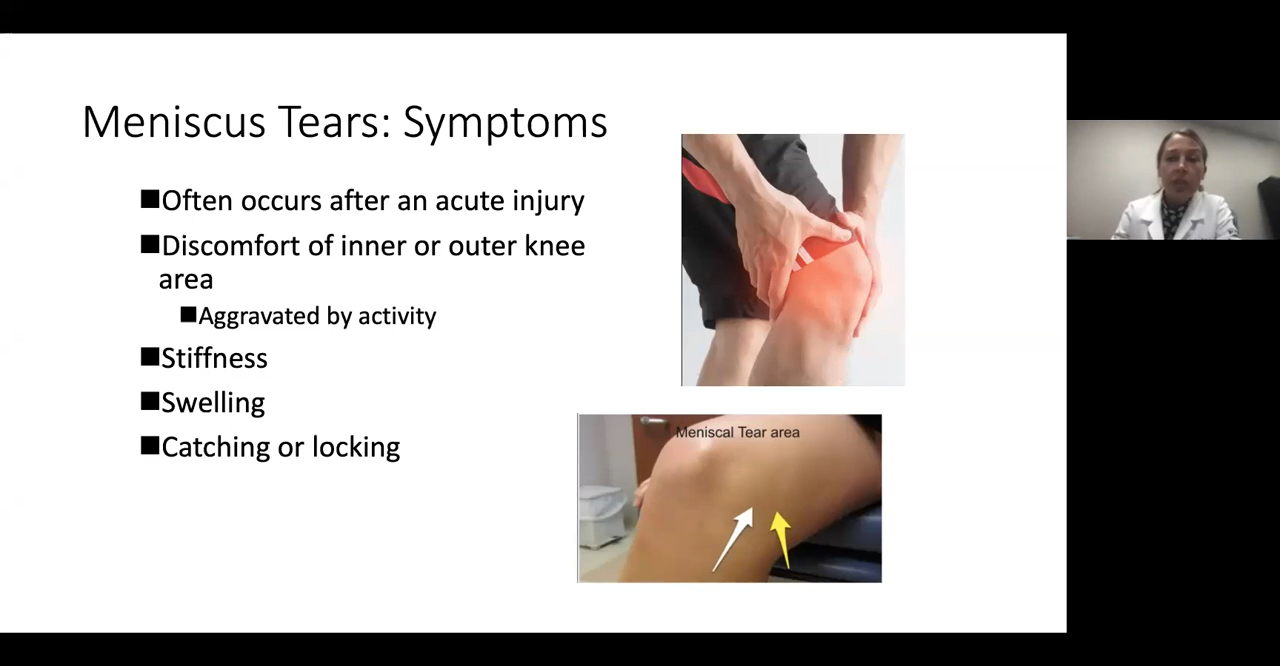 Meniscus Tears: Symptoms
■Often occurs after an acute injury
■Discomfort of inner or outer knee
area
■Aggravated by activity
■Stiffness
■Swelling
■Catching or locking
Meniscal Tear area